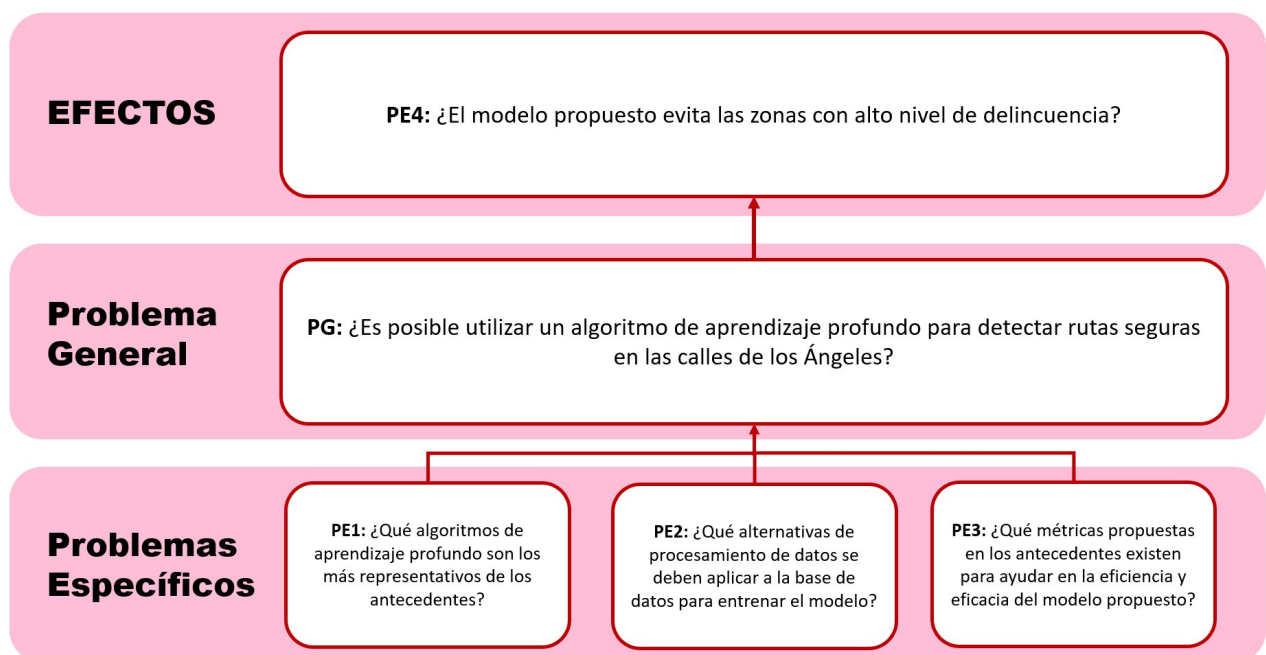 EFECTOS
PE4: ¿El modelo propuesto evita las zonas con alto nivel de delincuencia?
Problema
General
PG: ¿Es posible utilizar un algoritmo de aprendizaje profundo para detectar rutas seguras
en las calles de los Ángeles?
Problemas
Específicos
PE1: ¿Qué algoritmos de
aprendizaje profundo son los
más representativos de los
antecedentes?
PE2: ¿Qué alternativas de
procesamiento de datos se
deben aplicar a la base de
datos para entrenar el modelo?
PE3: ¿Qué métricas propuestas
en los antecedentes existen
para ayudar en la eficiencia y
eficacia del modelo propuesto?